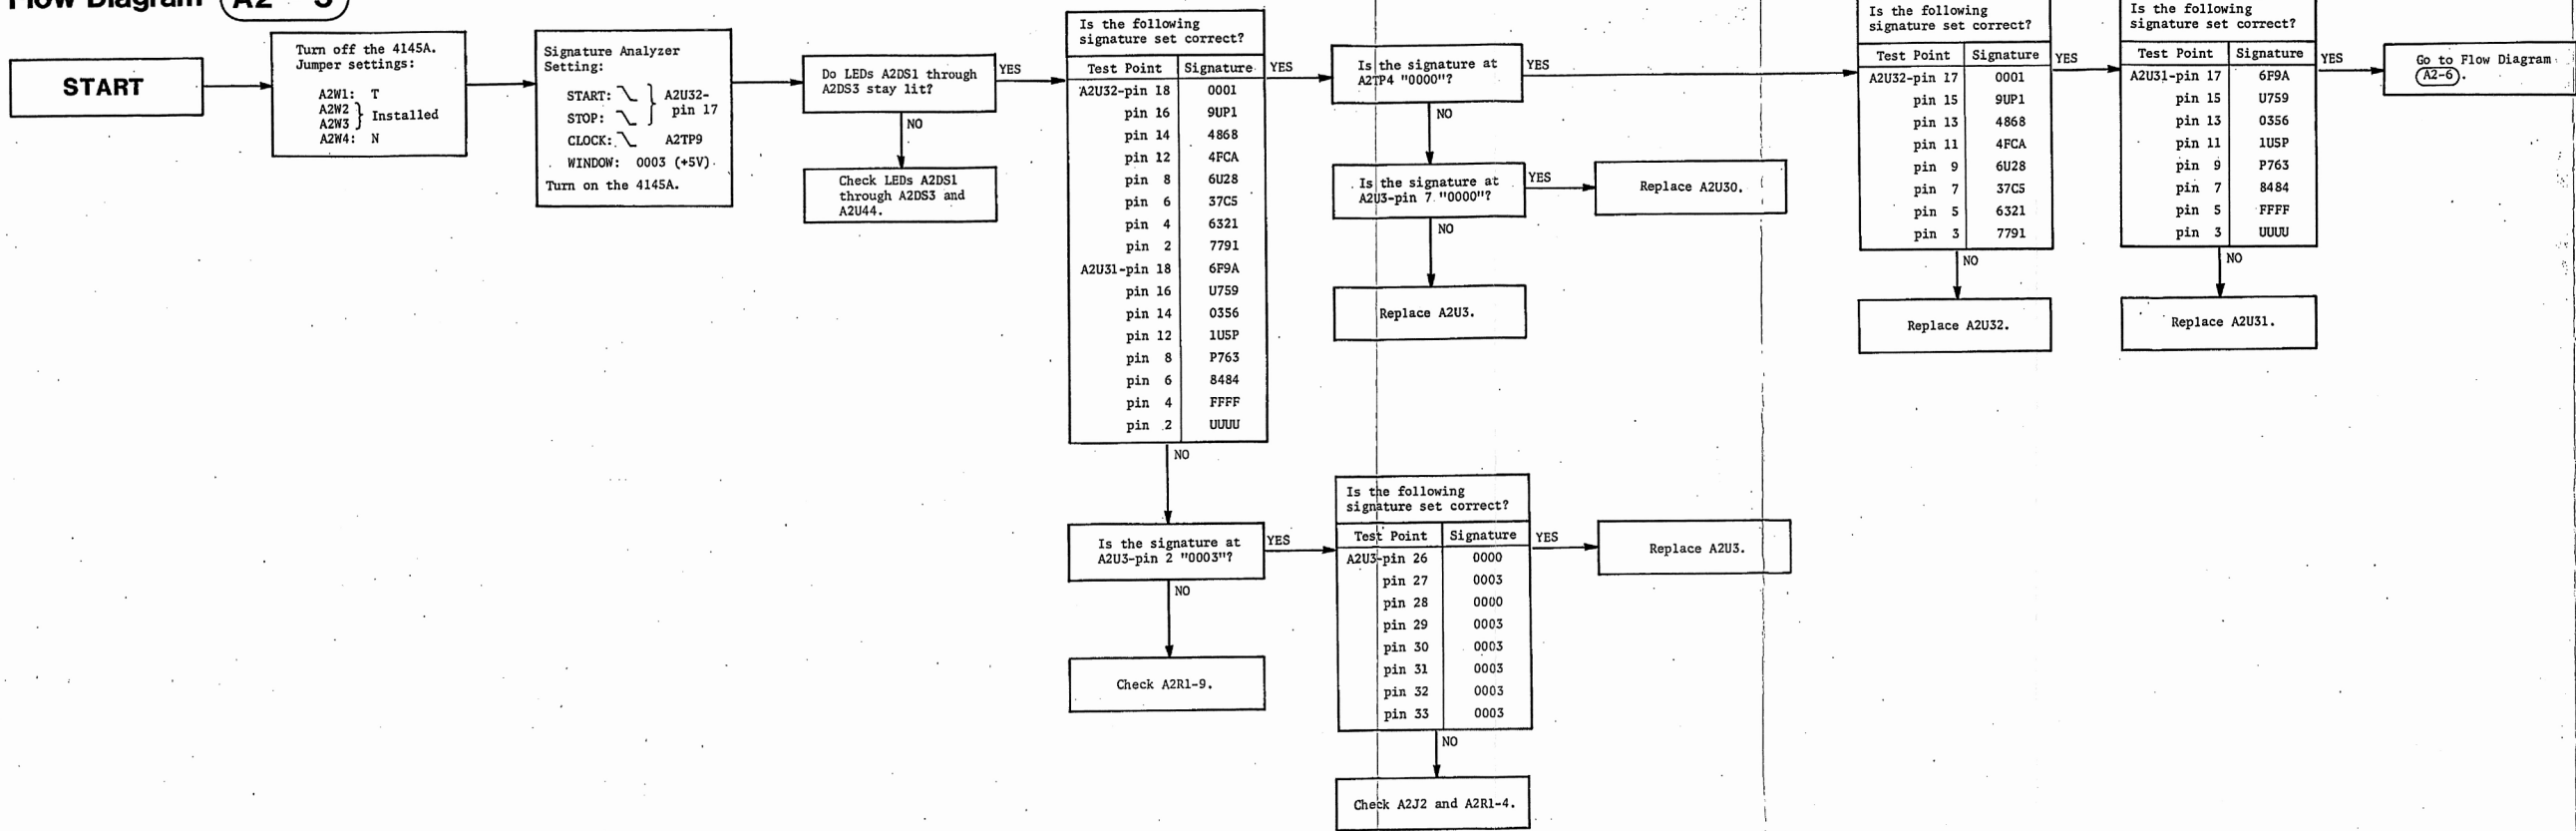 Flow Diagram A2 - 5
START
Turn off the 4145A.
Jumper settings:
A2W1: T
A2W2
A2W3 } Installed
A2W4: N
Signature Analyzer
Setting:
START:
STOP:
} A2U32-
pin 17
CLOCK: A2TP9
WINDOW: 0003 (+5V).
Turn on the 4145A.
Do LEDs A2DS1 through
A2DS3 stay lit?
YES
NO
Check LEDs A2DS1
through A2DS3 and
A2U44.
Is the following
signature set correct?
Test Point Signature
A2U32-pin 18 0001
pin 16 9UP1
pin 14 4868
pin 12 4FCA
pin 8 6U28
pin 6 37C5
pin 4 6321
pin 2 7791
A2U31-pin 18 6F9A
pin 16 U759
pin 14 0356
pin 12 1U5P
pin 8 P763
pin 6 8484
pin 4 FFFF
pin 2 UUUU
YES
NO
Is the signature at
A2TP4 "0000"?
YES
NO
Is the signature at
A2U3-pin 7 "0000"?
YES
Replace A2U30.
NO
Replace A2U3.
Is the following
signature set correct?
Test Point Signature
A2U32-pin 17 0001
pin 15 9UP1
pin 13 4868
pin 11 4FCA
pin 9 6U28
pin 7 37C5
pin 5 6321
pin 3 7791
YES
NO
Replace A2U32.
Is the following
signature set correct?
Test Point Signature
A2U31-pin 17 6F9A
pin 15 U759
pin 13 0356
pin 11 1U5P
pin 9 P763
pin 7 8484
pin 5 FFFF
pin 3 UUUU
YES
NO
Replace A2U31.
Go to Flow Diagram
A2-6.
Is the signature at
A2U3-pin 2 "0003"?
YES
NO
Check A2R1-9.
Is the following
signature set correct?
Test Point Signature
A2U3-pin 26 0000
pin 27 0003
pin 28 0000
pin 29 0003
pin 30 0003
pin 31 0003
pin 32 0003
pin 33 0003
YES
Replace A2U3.
NO
Check A2J2 and A2R1-4.